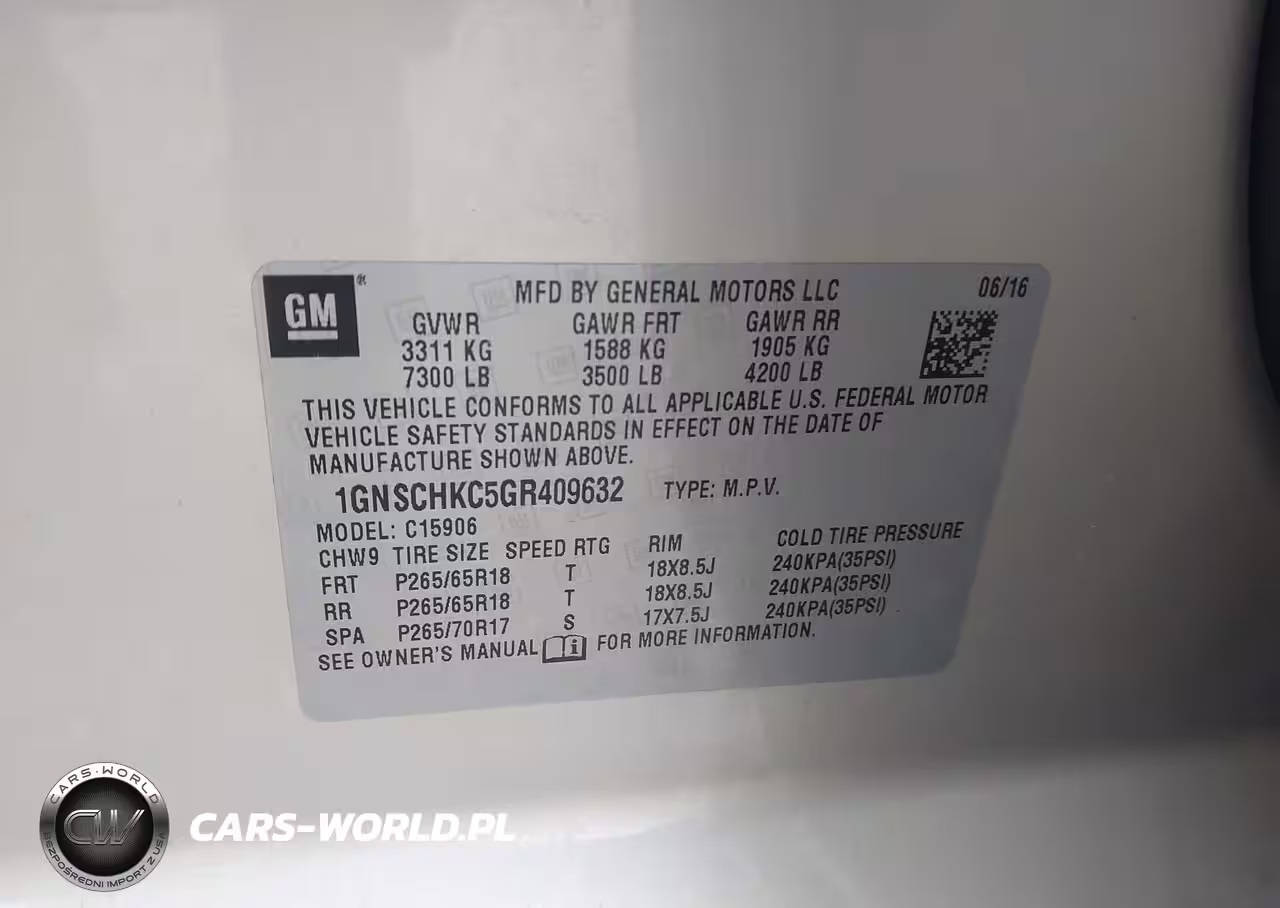 GM
MFD BY GENERAL MOTORS LLC 06/16
GVWR GAWR FRT GAWR RR
3311 KG 1588 KG 1905 KG
7300 LB 3500 LB 4200 LB
THIS VEHICLE CONFORMS TO ALL APPLICABLE U.S. FEDERAL MOTOR
VEHICLE SAFETY STANDARDS IN EFFECT ON THE DATE OF
MANUFACTURE SHOWN ABOVE.
1GNSCHKC5GR409632 TYPE: M.P.V.
MODEL: C15906
CHW9 TIRE SIZE SPEED RTG RIM COLD TIRE PRESSURE
FRT P265/65R18 T 18X8.5J 240KPA(35PSI)
RR P265/65R18 T 18X8.5J 240KPA(35PSI)
SPA P265/70R17 S 17X7.5J 240KPA(35PSI)
SEE OWNER'S MANUAL i FOR MORE INFORMATION.
CARS-WORLD
CW
BEZPOŚREDNI IMPORT Z USA
CARS-WORLD.PL